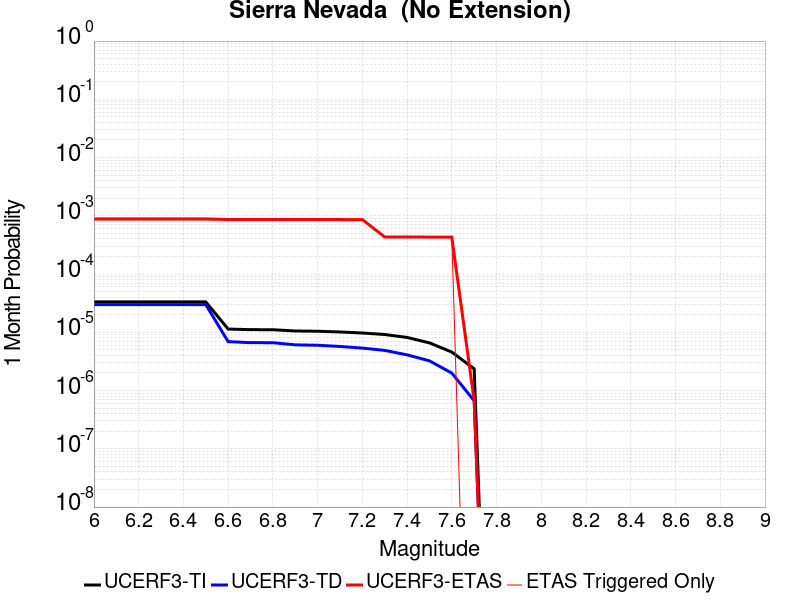 Sierra Nevada  (No Extension)
10^0
10^-1
10^-2
10^-3
10^-4
10^-5
10^-6
10^-7
10^-8
1 Month Probability
6 6.2 6.4 6.6 6.8 7 7.2 7.4 7.6 7.8 8 8.2 8.4 8.6 8.8 9
Magnitude
UCERF3-TI UCERF3-TD UCERF3-ETAS ETAS Triggered Only